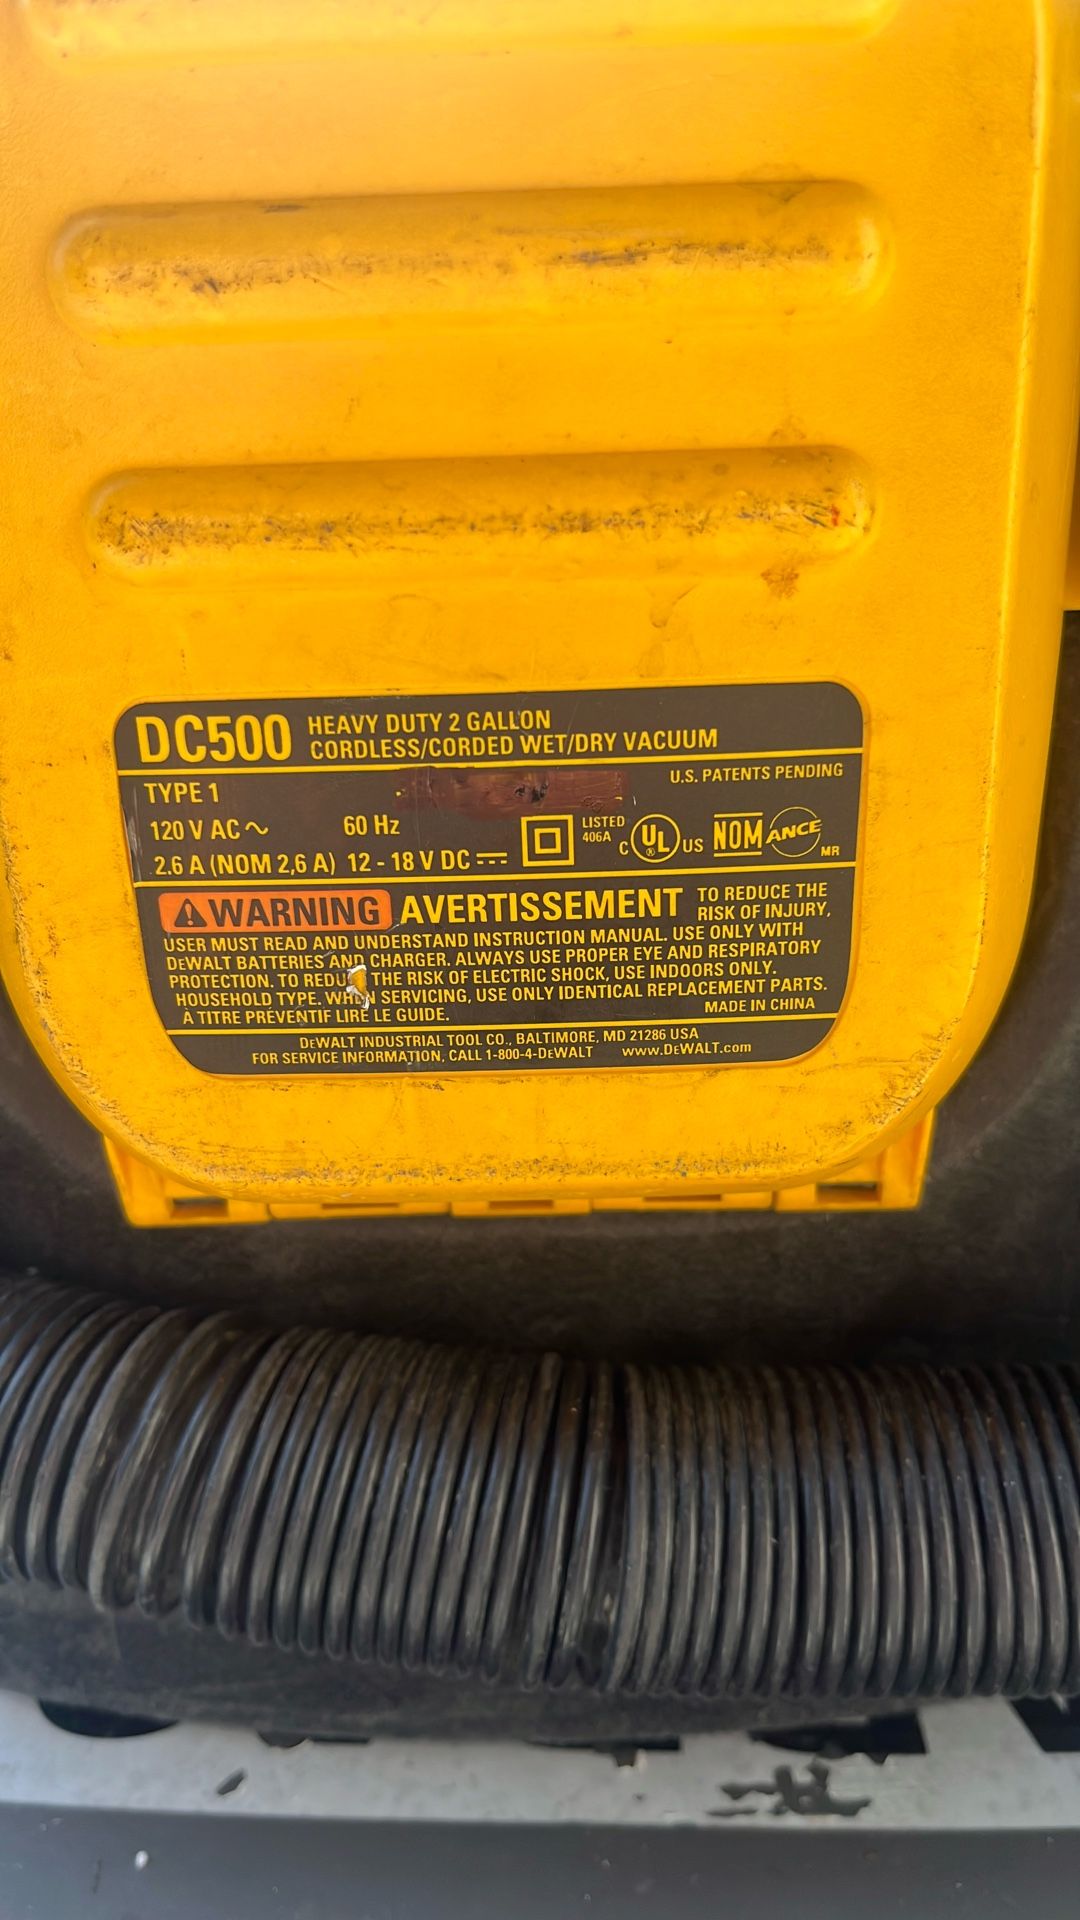 DC500 HEAVY DUTY 2 GALLON
CORDLESS/CORDED WET/DRY VACUUM
TYPE 1
U.S. PATENTS PENDING
120 V AC ~ 60 Hz
2.6 A (NOM 2,6 A) 12 - 18 V DC ⎓
LISTED
406A
C UL ® US NOM ANCE MR
⚠WARNING AVERTISSEMENT TO REDUCE THE
RISK OF INJURY,
USER MUST READ AND UNDERSTAND INSTRUCTION MANUAL. USE ONLY WITH
DEWALT BATTERIES AND CHARGER. ALWAYS USE PROPER EYE AND RESPIRATORY
PROTECTION. TO REDU THE RISK OF ELECTRIC SHOCK, USE INDOORS ONLY.
HOUSEHOLD TYPE. WHEN SERVICING, USE ONLY IDENTICAL REPLACEMENT PARTS.
À TITRE PRÉVENTIF LIRE LE GUIDE. MADE IN CHINA
DEWALT INDUSTRIAL TOOL CO., BALTIMORE, MD 21286 USA
FOR SERVICE INFORMATION, CALL 1-800-4-DEWALT www.DEWALT.com